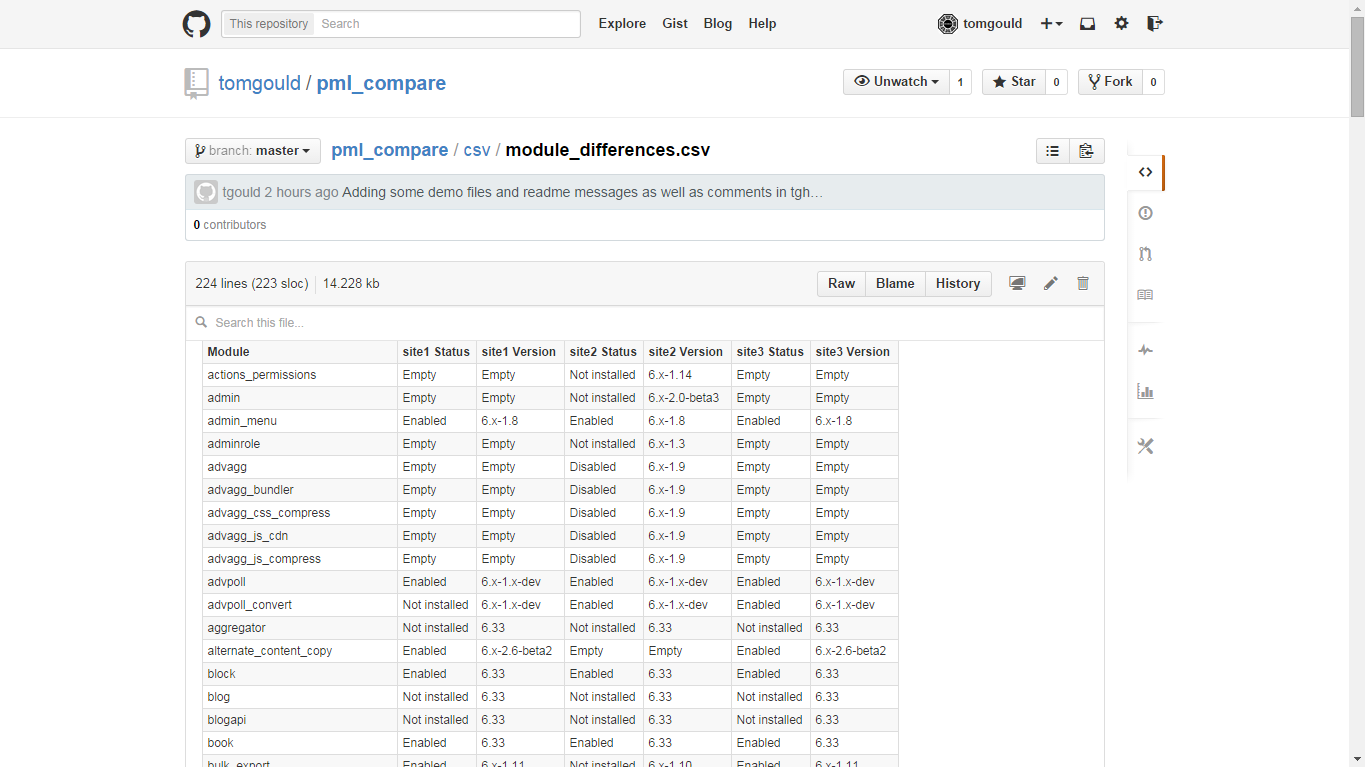 This repository Search Explore Gist Blog Help tomgould
tomgould / pml_compare Unwatch 1 Star 0 Fork 0
branch: master pml_compare / csv / module_differences.csv
tgould 2 hours ago Adding some demo files and readme messages as well as comments in tgh…
0 contributors
224 lines (223 sloc) 14.228 kb Raw Blame History
Search this file...
Module site1 Status site1 Version site2 Status site2 Version site3 Status site3 Version
actions_permissions Empty Empty Not installed 6.x-1.14 Empty Empty
admin Empty Empty Not installed 6.x-2.0-beta3 Empty Empty
admin_menu Enabled 6.x-1.8 Enabled 6.x-1.8 Enabled 6.x-1.8
adminrole Empty Empty Not installed 6.x-1.3 Empty Empty
advagg Empty Empty Disabled 6.x-1.9 Empty Empty
advagg_bundler Empty Empty Disabled 6.x-1.9 Empty Empty
advagg_css_compress Empty Empty Disabled 6.x-1.9 Empty Empty
advagg_js_cdn Empty Empty Disabled 6.x-1.9 Empty Empty
advagg_js_compress Empty Empty Disabled 6.x-1.9 Empty Empty
advpoll Enabled 6.x-1.x-dev Enabled 6.x-1.x-dev Enabled 6.x-1.x-dev
advpoll_convert Not installed 6.x-1.x-dev Enabled 6.x-1.x-dev Enabled 6.x-1.x-dev
aggregator Not installed 6.33 Not installed 6.33 Not installed 6.33
alternate_content_copy Enabled 6.x-2.6-beta2 Empty Empty Enabled 6.x-2.6-beta2
block Enabled 6.33 Enabled 6.33 Enabled 6.33
blog Not installed 6.33 Not installed 6.33 Not installed 6.33
blogapi Not installed 6.33 Not installed 6.33 Not installed 6.33
book Enabled 6.33 Enabled 6.33 Enabled 6.33
bulk_export Enabled 6.x-1.11 Not installed 6.x-1.10 Enabled 6.x-1.11